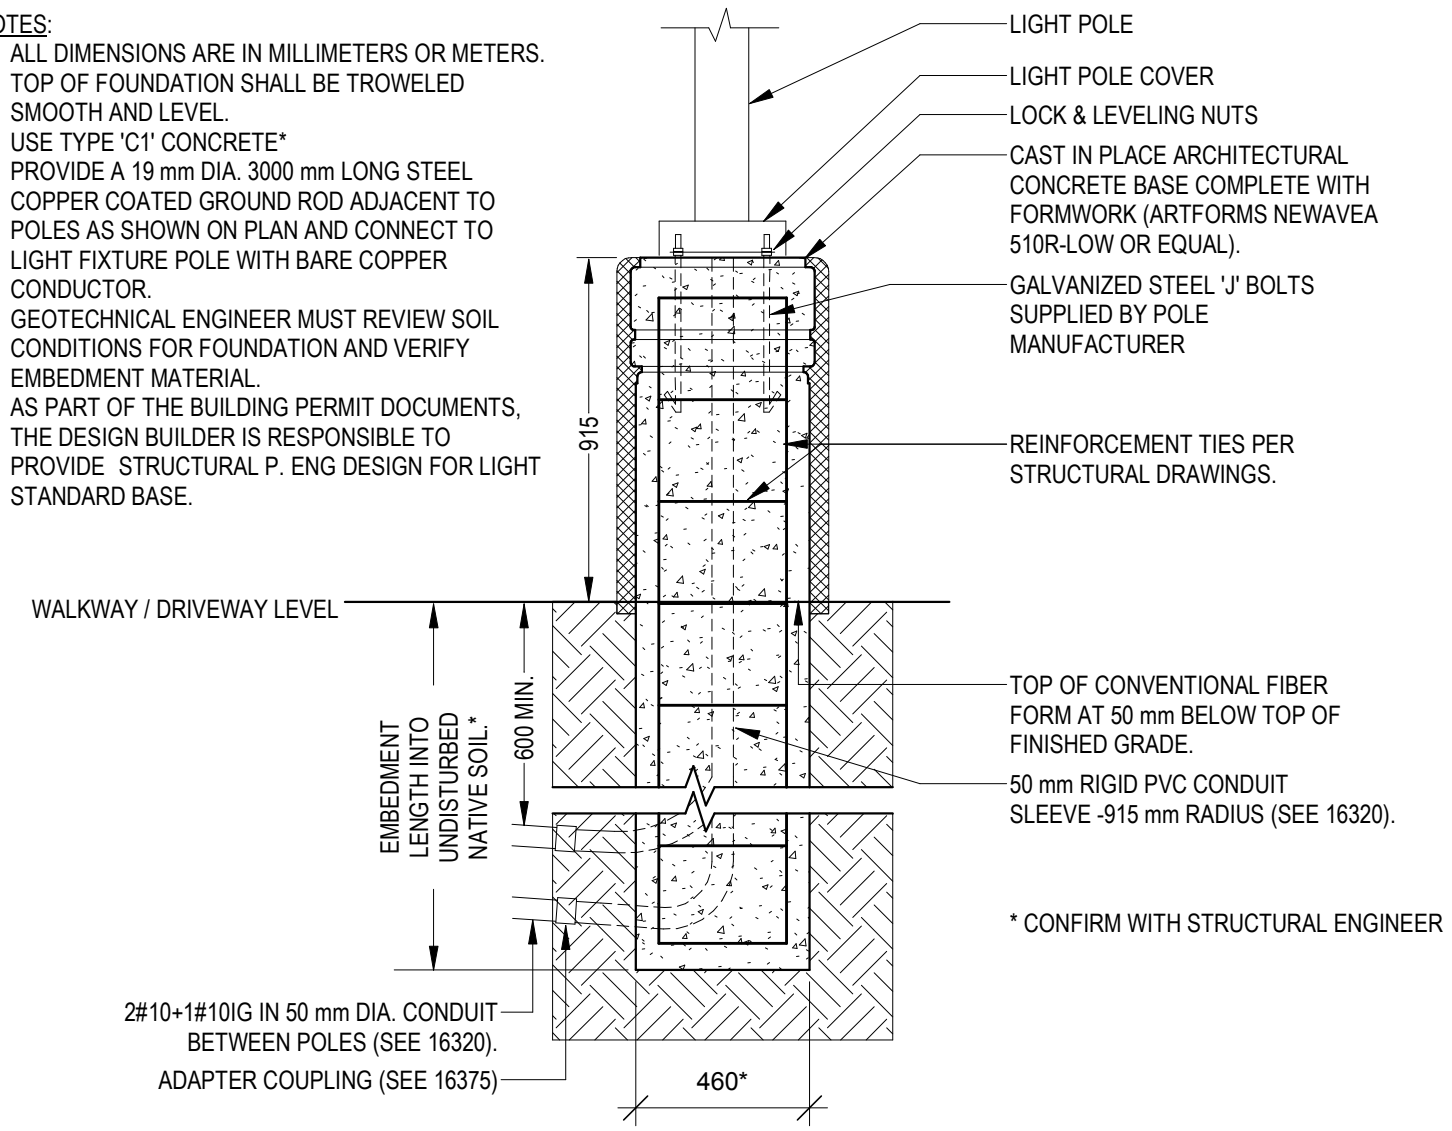 OTES:
ALL DIMENSIONS ARE IN MILLIMETERS OR METERS.
TOP OF FOUNDATION SHALL BE TROWELED
SMOOTH AND LEVEL.
USE TYPE 'C1' CONCRETE*
PROVIDE A 19 mm DIA. 3000 mm LONG STEEL
COPPER COATED GROUND ROD ADJACENT TO
POLES AS SHOWN ON PLAN AND CONNECT TO
LIGHT FIXTURE POLE WITH BARE COPPER
CONDUCTOR.
GEOTECHNICAL ENGINEER MUST REVIEW SOIL
CONDITIONS FOR FOUNDATION AND VERIFY
EMBEDMENT MATERIAL.
AS PART OF THE BUILDING PERMIT DOCUMENTS,
THE DESIGN BUILDER IS RESPONSIBLE TO
PROVIDE STRUCTURAL P. ENG DESIGN FOR LIGHT
STANDARD BASE.
LIGHT POLE
LIGHT POLE COVER
LOCK & LEVELING NUTS
CAST IN PLACE ARCHITECTURAL
CONCRETE BASE COMPLETE WITH
FORMWORK (ARTFORMS NEWAVEA
510R-LOW OR EQUAL).
GALVANIZED STEEL 'J' BOLTS
SUPPLIED BY POLE
MANUFACTURER
915
REINFORCEMENT TIES PER
STRUCTURAL DRAWINGS.
WALKWAY / DRIVEWAY LEVEL
EMBEDMENT
LENGTH INTO
UNDISTURBED
NATIVE SOIL.*
600 MIN.
TOP OF CONVENTIONAL FIBER
FORM AT 50 mm BELOW TOP OF
FINISHED GRADE.
50 mm RIGID PVC CONDUIT
SLEEVE -915 mm RADIUS (SEE 16320).
* CONFIRM WITH STRUCTURAL ENGINEER
2#10+1#10IG IN 50 mm DIA. CONDUIT
BETWEEN POLES (SEE 16320).
ADAPTER COUPLING (SEE 16375)
460*